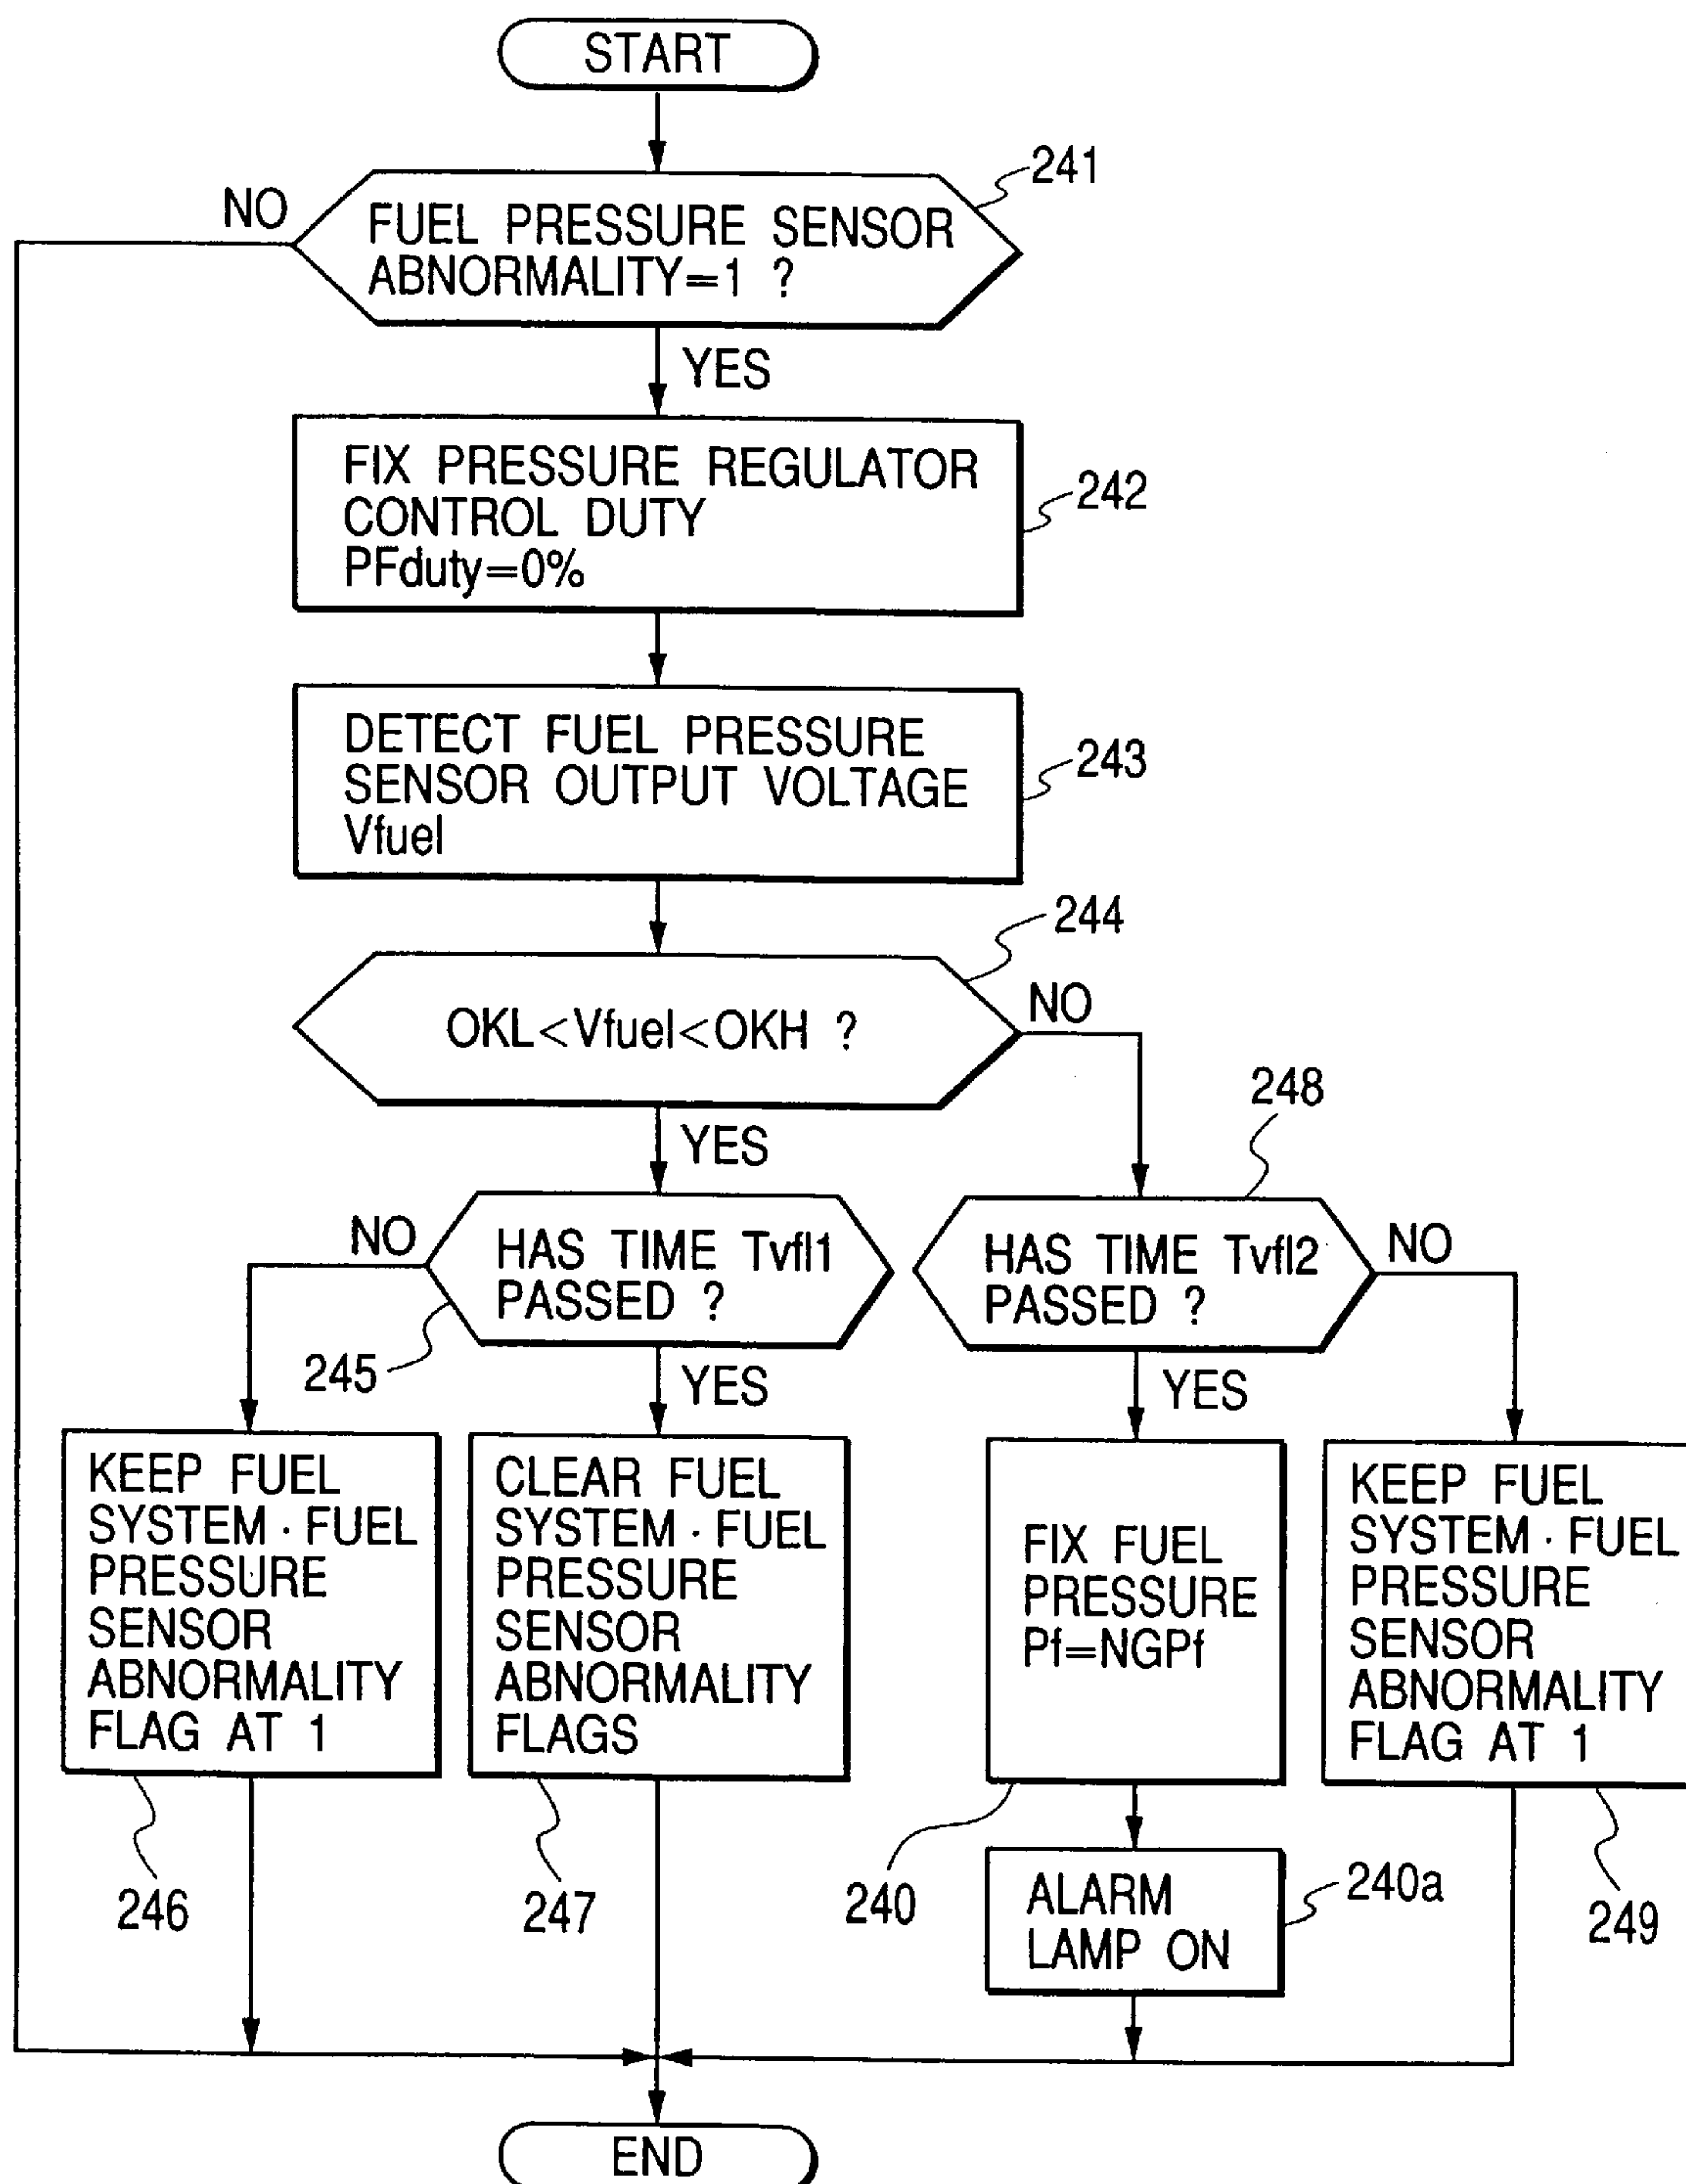 START
241
NO
FUEL PRESSURE SENSOR
ABNORMALITY=1 ?
YES
FIX PRESSURE REGULATOR
CONTROL DUTY
PFduty=0%
242
DETECT FUEL PRESSURE
SENSOR OUTPUT VOLTAGE
Vfuel
243
244
OKL<Vfuel<OKH ?
NO
YES
248
NO
HAS TIME Tvfl1
PASSED ?
245
YES
HAS TIME Tvfl2
PASSED ?
NO
YES
KEEP FUEL
SYSTEM · FUEL
PRESSURE
SENSOR
ABNORMALITY
FLAG AT 1
246
CLEAR FUEL
SYSTEM · FUEL
PRESSURE
SENSOR
ABNORMALITY
FLAGS
247
FIX FUEL
PRESSURE
Pf=NGPf
240
KEEP FUEL
SYSTEM · FUEL
PRESSURE
SENSOR
ABNORMALITY
FLAG AT 1
249
ALARM
LAMP ON
240a
END